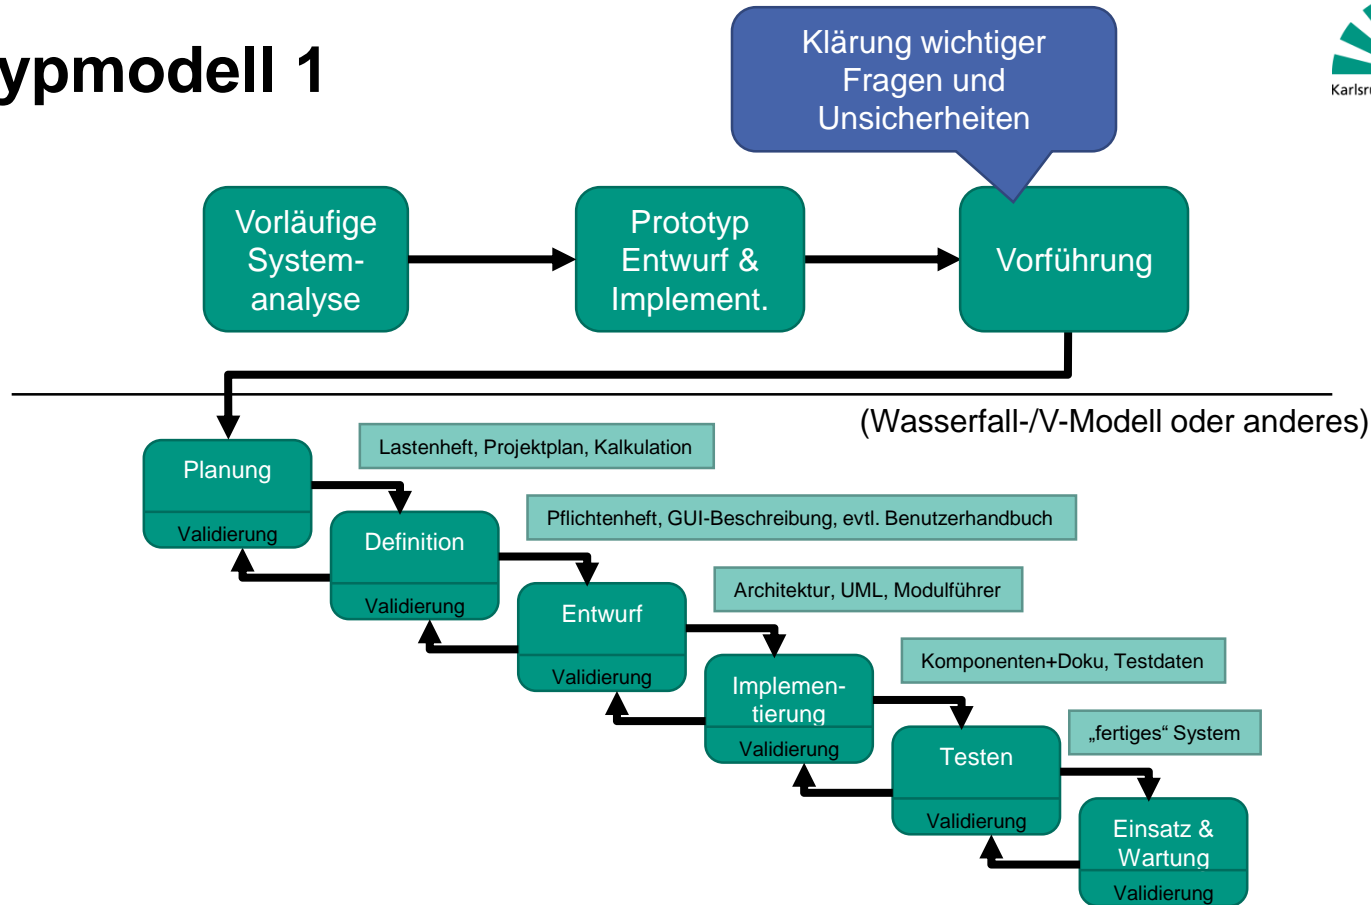 ypmodell 1
Klärung wichtiger
Fragen und
Unsicherheiten
Karlsru
Vorläufige
System-
analyse
Prototyp
Entwurf &
Implement.
Vorführung
(Wasserfall-/V-Modell oder anderes)
Planung
Validierung
Lastenheft, Projektplan, Kalkulation
Definition
Validierung
Pflichtenheft, GUI-Beschreibung, evtl. Benutzerhandbuch
Entwurf
Validierung
Architektur, UML, Modulführer
Implemen-
tierung
Validierung
Komponenten+Doku, Testdaten
Testen
Validierung
„fertiges“ System
Einsatz &
Wartung
Validierung